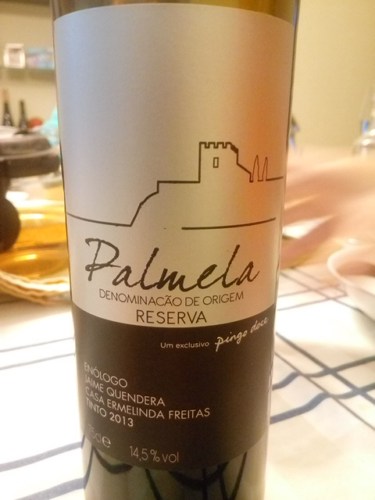 Palmela
DENOMINAÇÃO DE ORIGEM
RESERVA
Um exclusivo pingo doce
ENÓLOGO
JAIME QUENDERA
CASA ERMELINDA FREITAS
TINTO 2013
14,5%vol